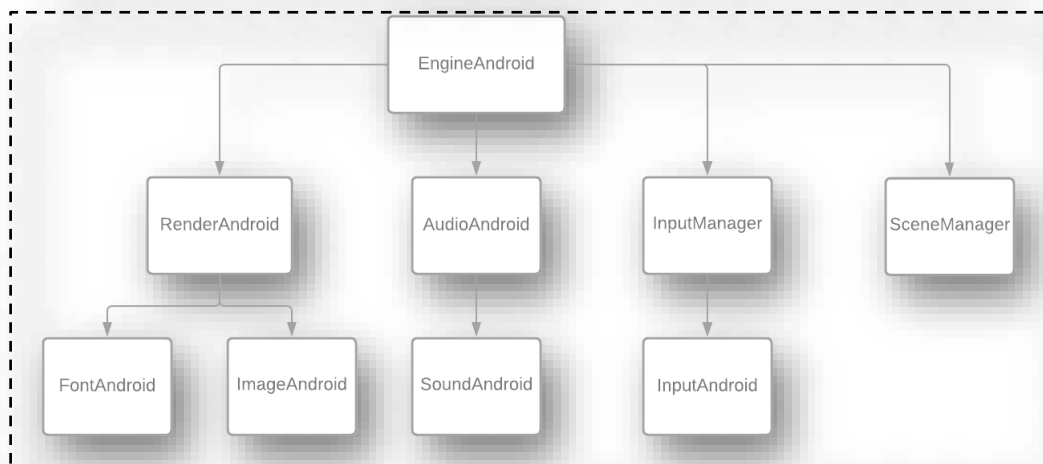 EngineAndroid
RenderAndroid
AudioAndroid
InputManager
SceneManager
FontAndroid
ImageAndroid
SoundAndroid
InputAndroid